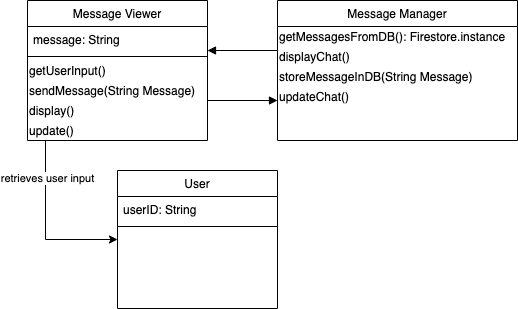 Message Viewer
message: String
getUserInput()
sendMessage(String Message)
display()
update()
Message Manager
getMessagesFromDB(): Firestore.instance
displayChat()
storeMessageInDB(String Message)
updateChat()
retrieves user input
User
userID: String